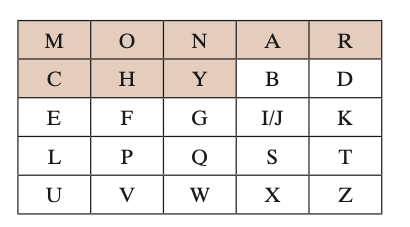 M O N A R
C H Y B D
E F G I/J K
L P Q S T
U V W X Z